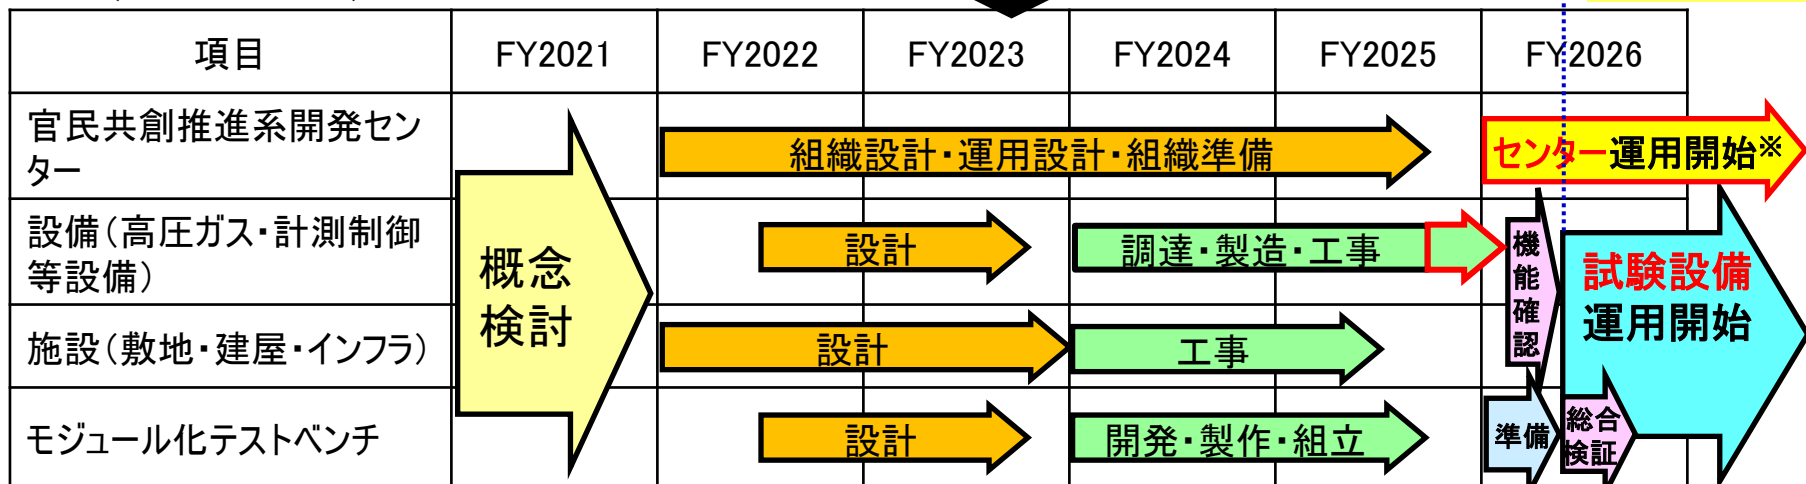 項目
FY2021
FY2022
FY2023
FY2024
FY2025
FY2026
官民共創推進系開発セン
ター
組織設計・運用設計・組織準備
センター運用開始※
設備(高圧ガス・計測制御
等設備)
概念
検討
設計
調達・製造・工事
機
能
確
認
試験設備
運用開始
施設(敷地・建屋・インフラ)
設計
工事
モジュール化テストベンチ
設計
開発・製作・組立
準備
総合
検証